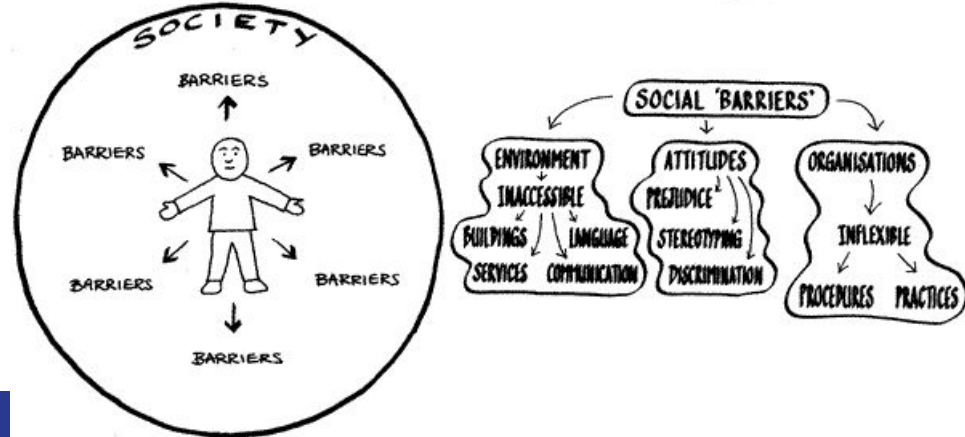 SOCIETY
BARRIERS
BARRIERS
BARRIERS
BARRIERS
BARRIERS
BARRIERS
SOCIAL 'BARRIERS'
ENVIRONMENT
INACCESSIBLE
BUILDINGS LANGUAGE
SERVICES COMMUNICATION
ATTITUDES
PREJUDICE
STEREOTYPING
DISCRIMINATION
ORGANISATIONS
INFLEXIBLE
PROCEDURES PRACTICES